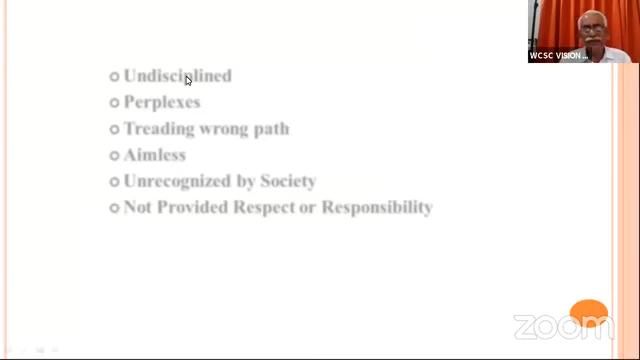 WCSC VISION ...
Undisciplined
Perplexes
Treading wrong path
Aimless
Unrecognized by Society
Not Provided Respect or Responsibility
zoom